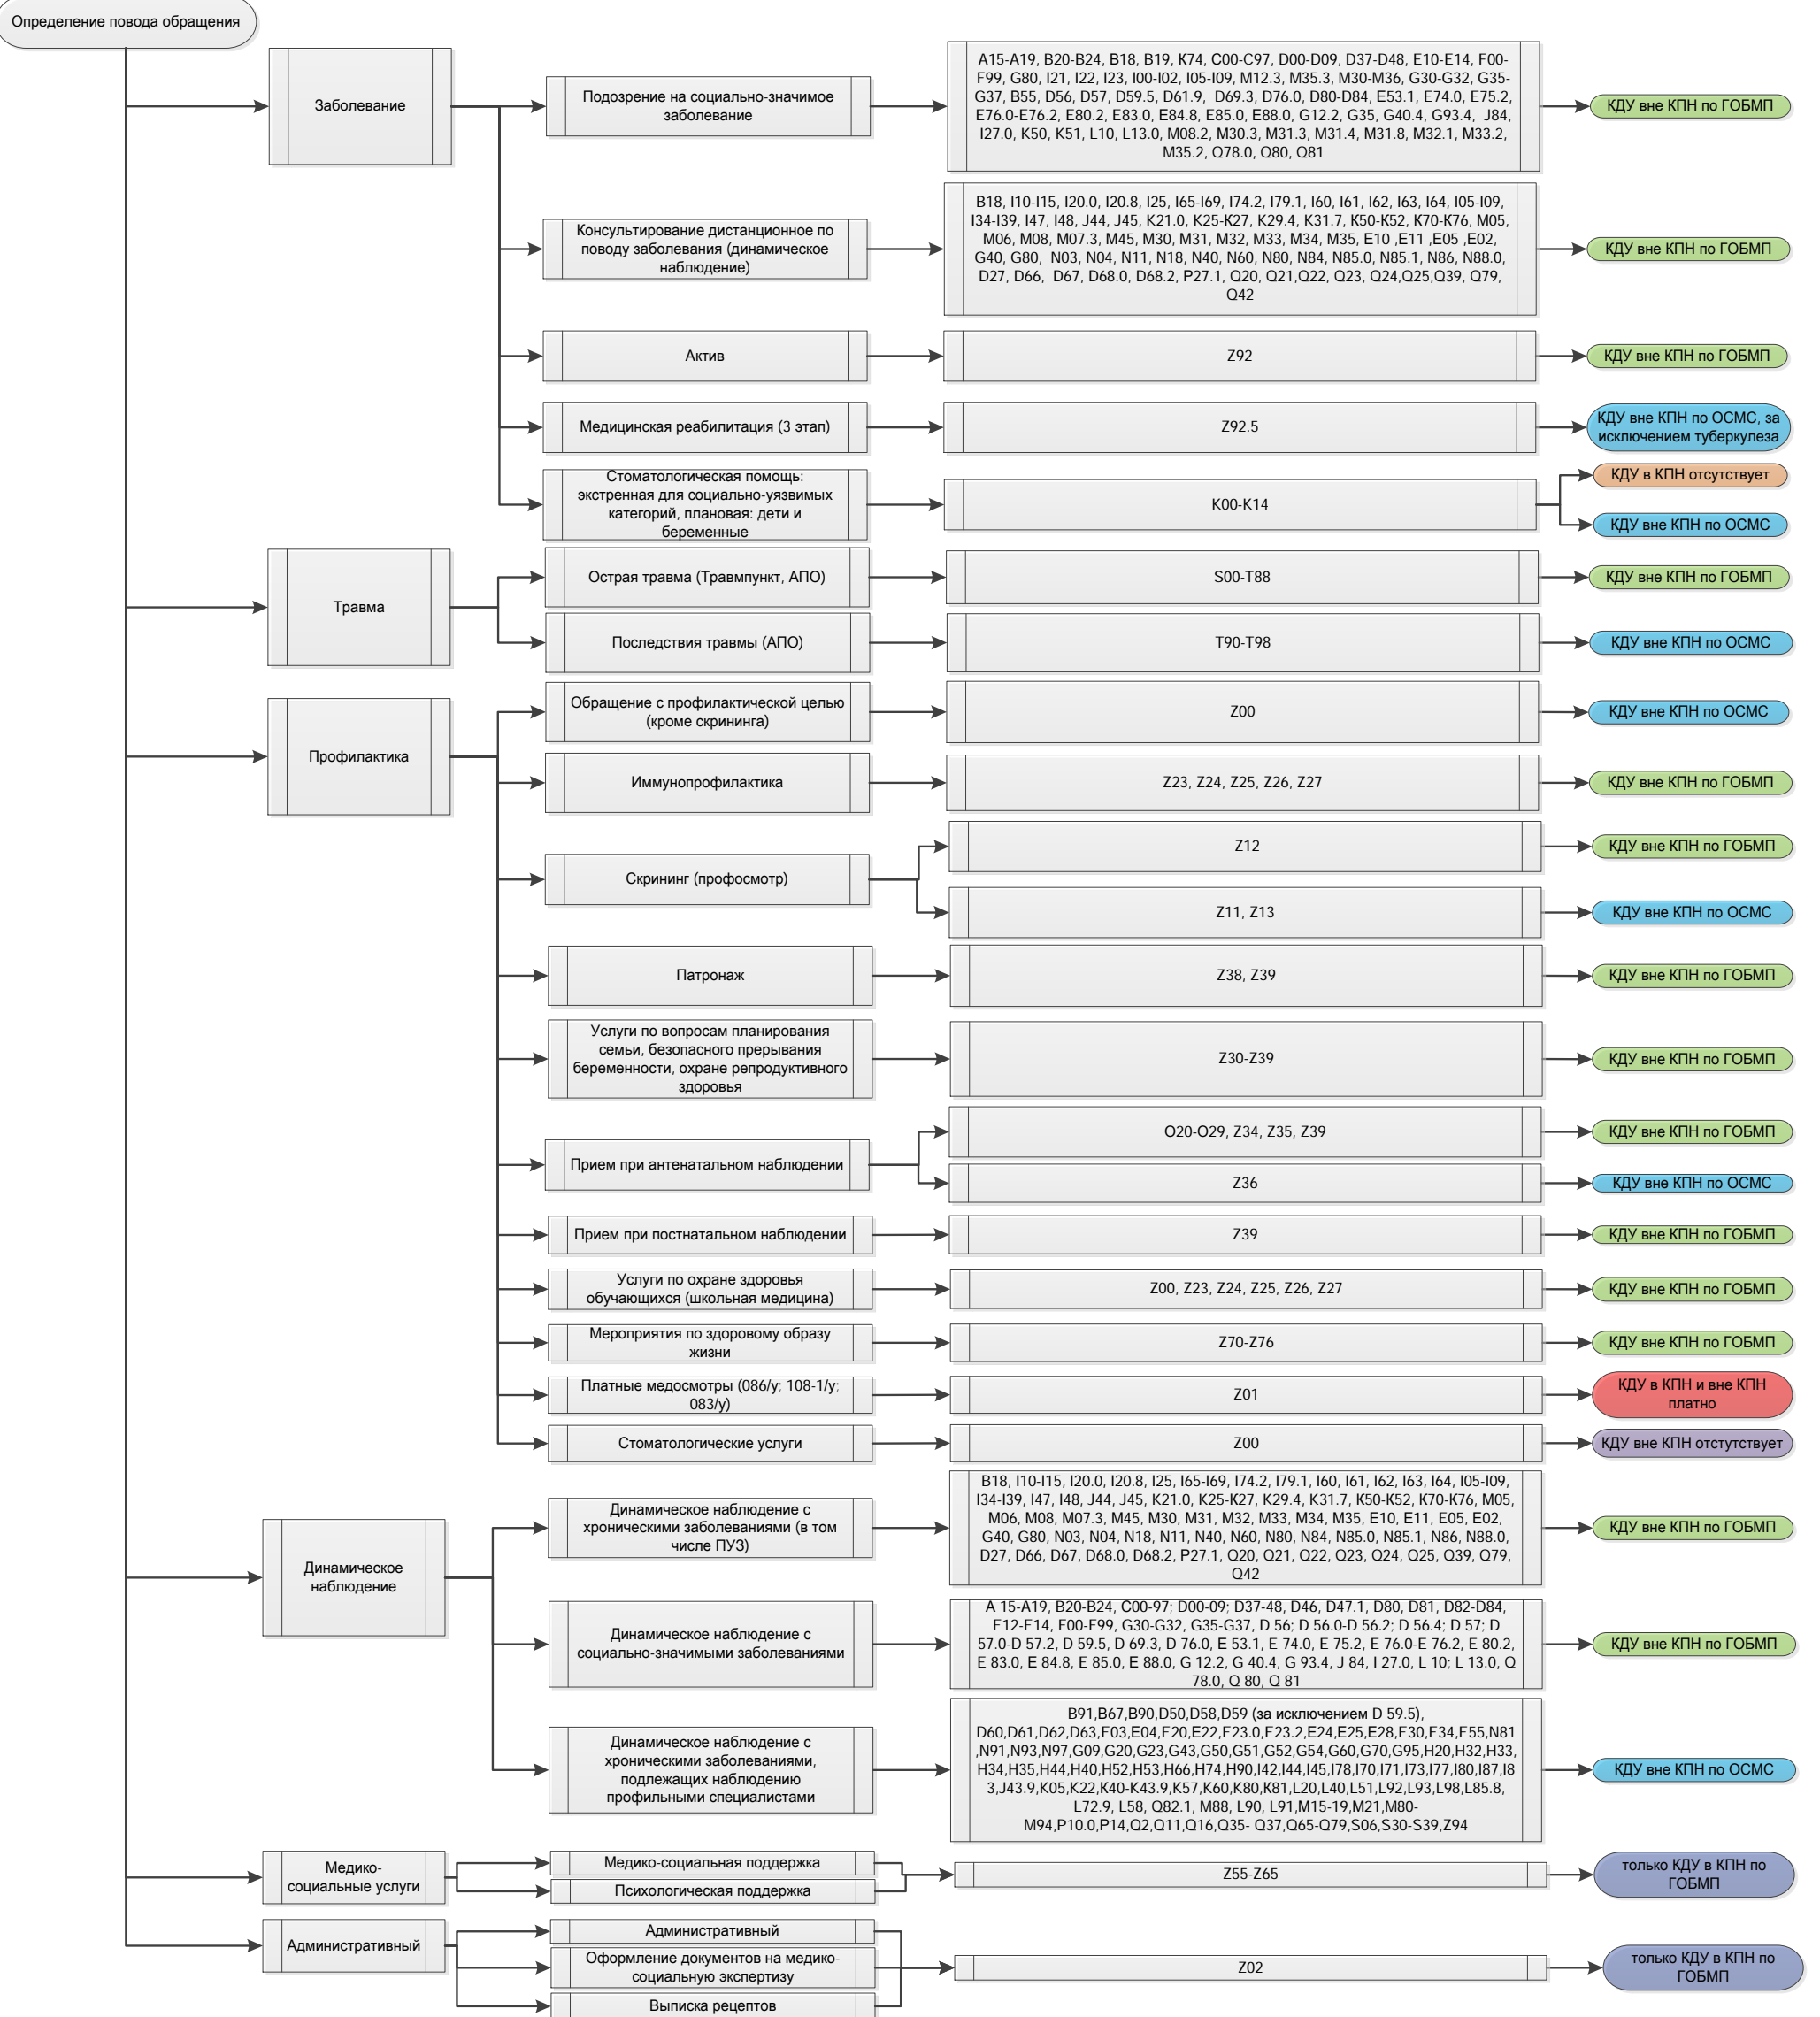 Определение повода обращения
Заболевание
Подозрение на социально-значимое
заболевание
A15-A19, B20-B24, B18, B19, K74, C00-C97, D00-D09, D37-D48, E10-E14, F00-
F99, G80, I21, I22, I23, I00-I02, I05-I09, M12.3, M35.3, M30-M36, G30-G32, G35-
G37, B55, D56, D57, D59.5, D61.9,  D69.3, D76.0, D80-D84, E53.1, E74.0, E75.2,
E76.0-E76.2, E80.2, E83.0, E84.8, E85.0, E88.0, G12.2, G35, G40.4, G93.4,  J84,
I27.0, K50, K51, L10, L13.0, M08.2, M30.3, M31.3, M31.4, M31.8, M32.1, M33.2,
M35.2, Q78.0, Q80, Q81
КДУ вне КПН по ГОБМП
Консультирование дистанционное по
поводу заболевания (динамическое
наблюдение)
B18, I10-I15, I20.0, I20.8, I25, I65-I69, I74.2, I79.1, I60, I61, I62, I63, I64, I05-I09,
I34-I39, I47, I48, J44, J45, K21.0, K25-K27, K29.4, K31.7, K50-K52, K70-K76, M05,
M06, M08, M07.3, M45, M30, M31, M32, M33, M34, M35, E10 ,E11 ,E05 ,E02,
G40, G80,  N03, N04, N11, N18, N40, N60, N80, N84, N85.0, N85.1, N86, N88.0,
D27, D66,  D67, D68.0, D68.2, P27.1, Q20, Q21,Q22, Q23, Q24,Q25,Q39, Q79,
Q42
КДУ вне КПН по ГОБМП
Актив
Z92
КДУ вне КПН по ГОБМП
Медицинская реабилитация (3 этап)
Z92.5
КДУ вне КПН по ОСМС, за
исключением туберкулеза
Стоматологическая помощь:
экстренная для социально-уязвимых
категорий, плановая: дети и
беременные
K00-K14
КДУ в КПН отсутствует
КДУ вне КПН по ОСМС
Травма
Острая травма (Травмпункт, АПО)
S00-T88
КДУ вне КПН по ГОБМП
Последствия травмы (АПО)
T90-T98
КДУ вне КПН по ОСМС
Профилактика
Обращение с профилактической целью
(кроме скрининга)
Z00
КДУ вне КПН по ОСМС
Иммунопрофилактика
Z23, Z24, Z25, Z26, Z27
КДУ вне КПН по ГОБМП
Скрининг (профосмотр)
Z12
КДУ вне КПН по ГОБМП
Z11, Z13
КДУ вне КПН по ОСМС
Патронаж
Z38, Z39
КДУ вне КПН по ГОБМП
Услуги по вопросам планирования
семьи, безопасного прерывания
беременности, охране репродуктивного
здоровья
Z30-Z39
КДУ вне КПН по ГОБМП
Прием при антенатальном наблюдении
O20-O29, Z34, Z35, Z39
КДУ вне КПН по ГОБМП
Z36
КДУ вне КПН по ОСМС
Прием при постнатальном наблюдении
Z39
КДУ вне КПН по ГОБМП
Услуги по охране здоровья
обучающихся (школьная медицина)
Z00, Z23, Z24, Z25, Z26, Z27
КДУ вне КПН по ГОБМП
Мероприятия по здоровому образу
жизни
Z70-Z76
КДУ вне КПН по ГОБМП
Платные медосмотры (086/у; 108-1/у;
083/у)
Z01
КДУ в КПН и вне КПН
платно
Стоматологические услуги
Z00
КДУ вне КПН отстутствует
Динамическое
наблюдение
Динамическое наблюдение с
хроническими заболеваниями (в том
числе ПУЗ)
B18, I10-I15, I20.0, I20.8, I25, I65-I69, I74.2, I79.1, I60, I61, I62, I63, I64, I05-I09,
I34-I39, I47, I48, J44, J45, K21.0, K25-K27, K29.4, K31.7, K50-K52, K70-K76, M05,
M06, M08, M07.3, M45, M30, M31, M32, M33, M34, M35, E10, E11, E05, E02,
G40, G80, N03, N04, N18, N11, N40, N60, N80, N84, N85.0, N85.1, N86, N88.0,
D27, D66, D67, D68.0, D68.2, P27.1, Q20, Q21, Q22, Q23, Q24, Q25, Q39, Q79,
Q42
КДУ вне КПН по ГОБМП
Динамическое наблюдение с
социально-значимыми заболеваниями
A 15-A19, B20-B24, C00-97; D00-09; D37-48, D46, D47.1, D80, D81, D82-D84,
E12-E14, F00-F99, G30-G32, G35-G37, D 56; D 56.0-D 56.2; D 56.4; D 57; D
57.0-D 57.2, D 59.5, D 69.3, D 76.0, E 53.1, E 74.0, E 75.2, E 76.0-E 76.2, E 80.2,
E 83.0, E 84.8, E 85.0, E 88.0, G 12.2, G 40.4, G 93.4, J 84, I 27.0, L 10; L 13.0, Q
78.0, Q 80, Q 81
КДУ вне КПН по ГОБМП
Динамическое наблюдение с
хроническими заболеваниями,
подлежащих наблюдению
профильными специалистами
B91,B67,B90,D50,D58,D59 (за исключением D 59.5),
D60,D61,D62,D63,E03,E04,E20,E22,E23.0,E23.2,E24,E25,E28,E30,E34,E55,N81
,N91,N93,N97,G09,G20,G23,G43,G50,G51,G52,G54,G60,G70,G95,H20,H32,H33,
H34,H35,H44,H40,H52,H53,H66,H74,H90,I42,I44,I45,I78,I70,I71,I73,I77,I80,I87,I8
3,J43.9,K05,K22,K40-K43.9,K57,K60,K80,K81,L20,L40,L51,L92,L93,L98,L85.8,
L72.9, L58, Q82.1, M88, L90, L91,M15-19,M21,M80-
M94,P10.0,P14,Q2,Q11,Q16,Q35- Q37,Q65-Q79,S06,S30-S39,Z94
КДУ вне КПН по ОСМС
Медико-
социальные услуги
Медико-социальная поддержка
Психологическая поддержка
Z55-Z65
только КДУ в КПН по
ГОБМП
Административный
Административный
Оформление документов на медико-
социальную экспертизу
Выписка рецептов
Z02
только КДУ в КПН по
ГОБМП